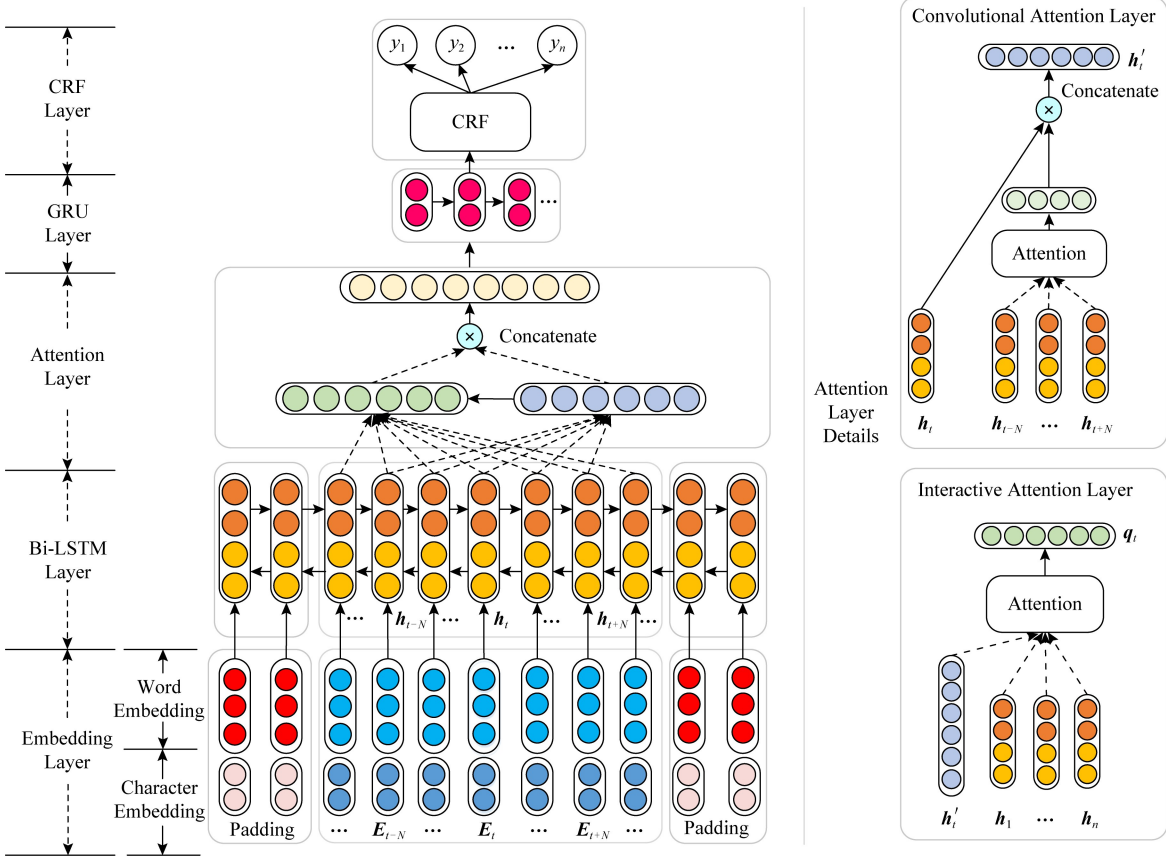 CRF
Layer
GRU
Layer
Attention
Layer
Bi-LSTM
Layer
Embedding
Layer
Word
Embedding
Character
Embedding
y₁ y₂ ... yₙ
CRF
...
Concatenate
×
... hₜ₋N ... hₜ ... hₜ₊N ...
Padding ... Eₜ₋N ... Eₜ ... Eₜ₊N ... Padding
Attention
Layer
Details
Convolutional Attention Layer
h′ₜ
Concatenate
×
Attention
hₜ hₜ₋N ... hₜ₊N
Interactive Attention Layer
qₜ
Attention
h′ₜ h₁ ... hₙ